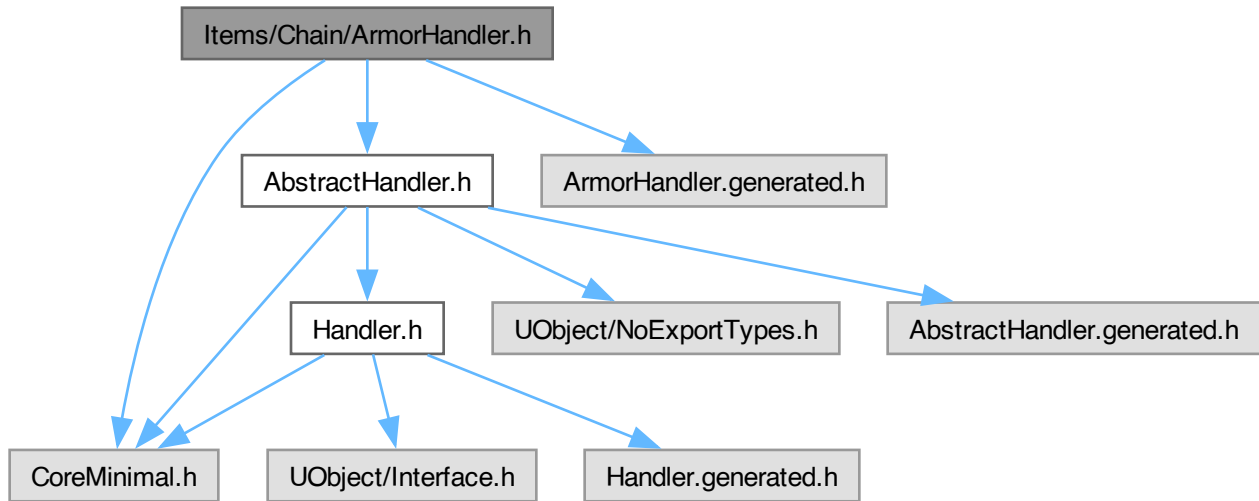 Items/Chain/ArmorHandler.h
AbstractHandler.h
ArmorHandler.generated.h
Handler.h
UObject/NoExportTypes.h
AbstractHandler.generated.h
CoreMinimal.h
UObject/Interface.h
Handler.generated.h